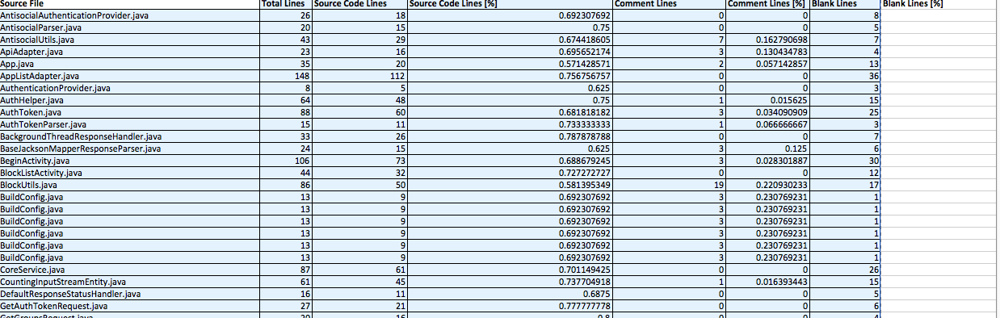 Source File Total Lines Source Code Lines Source Code Lines [%] Comment Lines Comment Lines [%] Blank Lines Blank Lines [%]
AntisocialAuthenticationProvider.java 26 18 0.692307692 0 0 8
AntisocialParser.java 20 15 0.75 0 0 5
AntisocialUtils.java 43 29 0.674418605 7 0.162790698 7
ApiAdapter.java 23 16 0.695652174 3 0.130434783 4
App.java 35 20 0.571428571 2 0.057142857 13
AppListAdapter.java 148 112 0.756756757 0 0 36
AuthenticationProvider.java 8 5 0.625 0 0 3
AuthHelper.java 64 48 0.75 1 0.015625 15
AuthToken.java 88 60 0.681818182 3 0.034090909 25
AuthTokenParser.java 15 11 0.733333333 1 0.066666667 3
BackgroundThreadResponseHandler.java 33 26 0.787878788 0 0 7
BaseJacksonMapperResponseParser.java 24 15 0.625 3 0.125 6
BeginActivity.java 106 73 0.688679245 3 0.028301887 30
BlockListActivity.java 44 32 0.727272727 0 0 12
BlockUtils.java 86 50 0.581395349 19 0.220930233 17
BuildConfig.java 13 9 0.692307692 3 0.230769231 1
BuildConfig.java 13 9 0.692307692 3 0.230769231 1
BuildConfig.java 13 9 0.692307692 3 0.230769231 1
BuildConfig.java 13 9 0.692307692 3 0.230769231 1
BuildConfig.java 13 9 0.692307692 3 0.230769231 1
BuildConfig.java 13 9 0.692307692 3 0.230769231 1
CoreService.java 87 61 0.701149425 0 0 26
CountingInputStreamEntity.java 61 45 0.737704918 1 0.016393443 15
DefaultResponseStatusHandler.java 16 11 0.6875 0 0 5
GetAuthTokenRequest.java 27 21 0.777777778 0 0 6